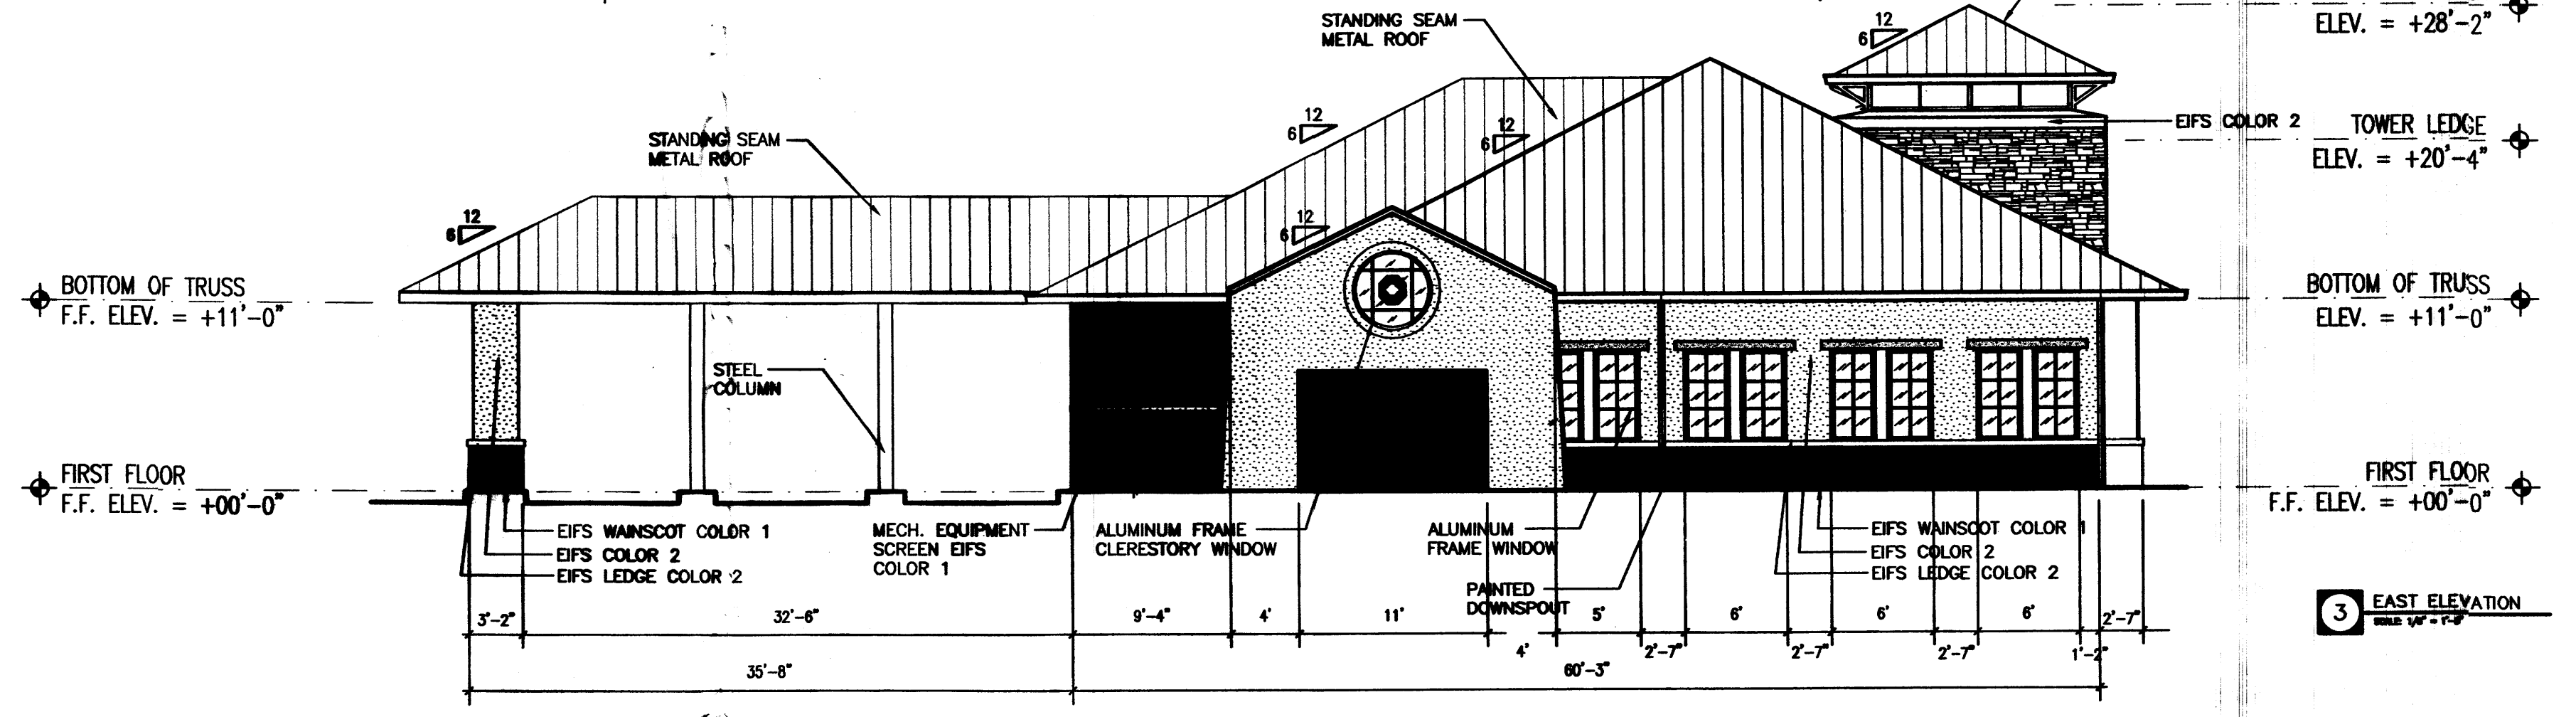 STANDING SEAM
METAL ROOF
12
6
ELEV. = +28'-2"
STANDING SEAM
METAL ROOF
12
6
12
6
EIFS COLOR 2
TOWER LEDGE
ELEV. = +20'-4"
12
6
12
6
BOTTOM OF TRUSS
F.F. ELEV. = +11'-0"
BOTTOM OF TRUSS
ELEV. = +11'-0"
STEEL
COLUMN
FIRST FLOOR
F.F. ELEV. = +00'-0"
FIRST FLOOR
F.F. ELEV. = +00'-0"
EIFS WAINSCOT COLOR 1
EIFS COLOR 2
EIFS LEDGE COLOR 2
MECH. EQUIPMENT
SCREEN EIFS
COLOR 1
ALUMINUM FRAME
CLERESTORY WINDOW
ALUMINUM
FRAME WINDOW
PAINTED
DOWNSPOUT
EIFS WAINSCOT COLOR 1
EIFS COLOR 2
EIFS LEDGE COLOR 2
3 EAST ELEVATION
SCALE: 1/8" = 1'-0"
3'-2" 32'-6" 9'-4" 4' 11' 5' 6' 6' 6' 2'-7"
4' 2'-7" 2'-7" 2'-7" 1'-2"
35'-8" 60'-3"